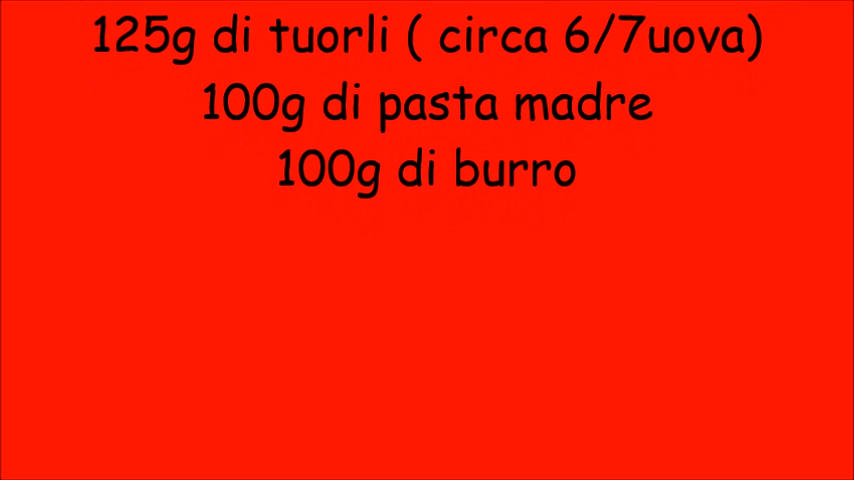 125g di tuorli ( circa 6/7uova)
100g di pasta madre
100g di burro